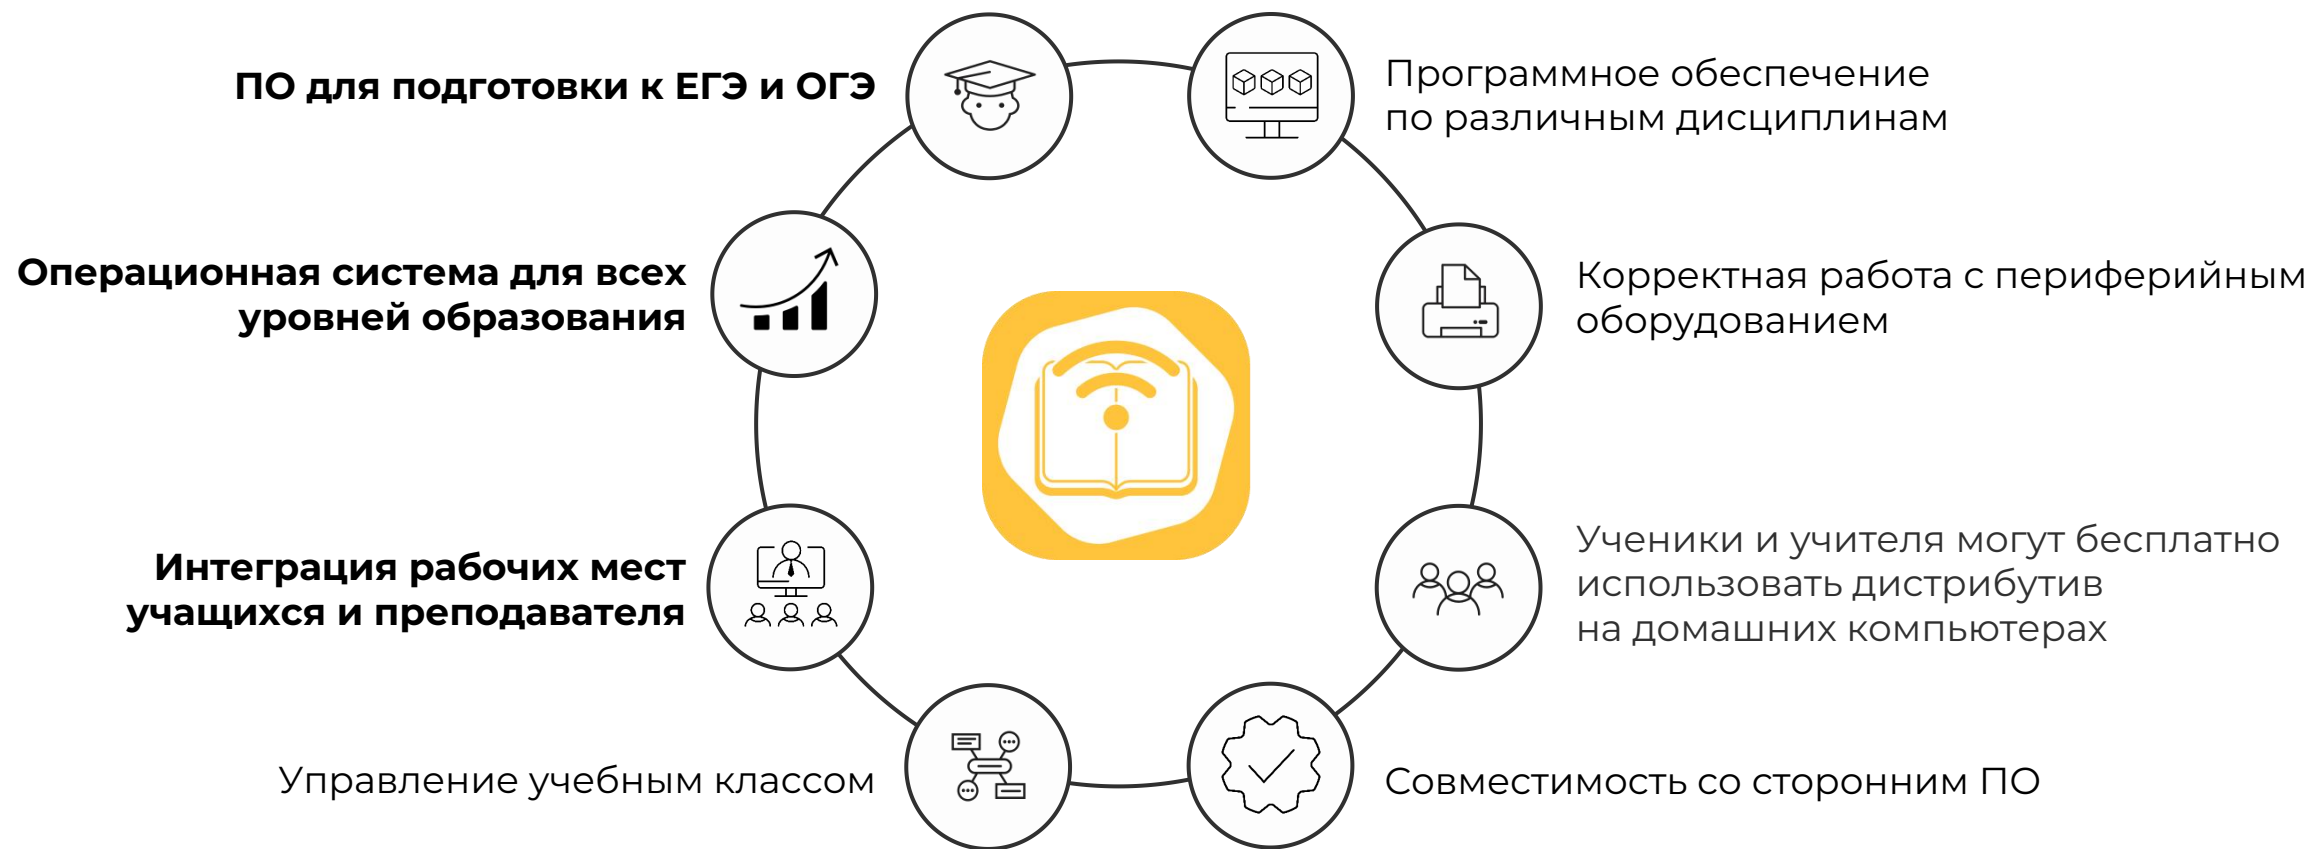 ПО для подготовки к ЕГЭ и ОГЭ
Программное обеспечение
по различным дисциплинам
Операционная система для всех
уровней образования
Корректная работа с периферийным
оборудованием
Интеграция рабочих мест
учащихся и преподавателя
Ученики и учителя могут бесплатно
использовать дистрибутив
на домашних компьютерах
Управление учебным классом
Совместимость со сторонним ПО